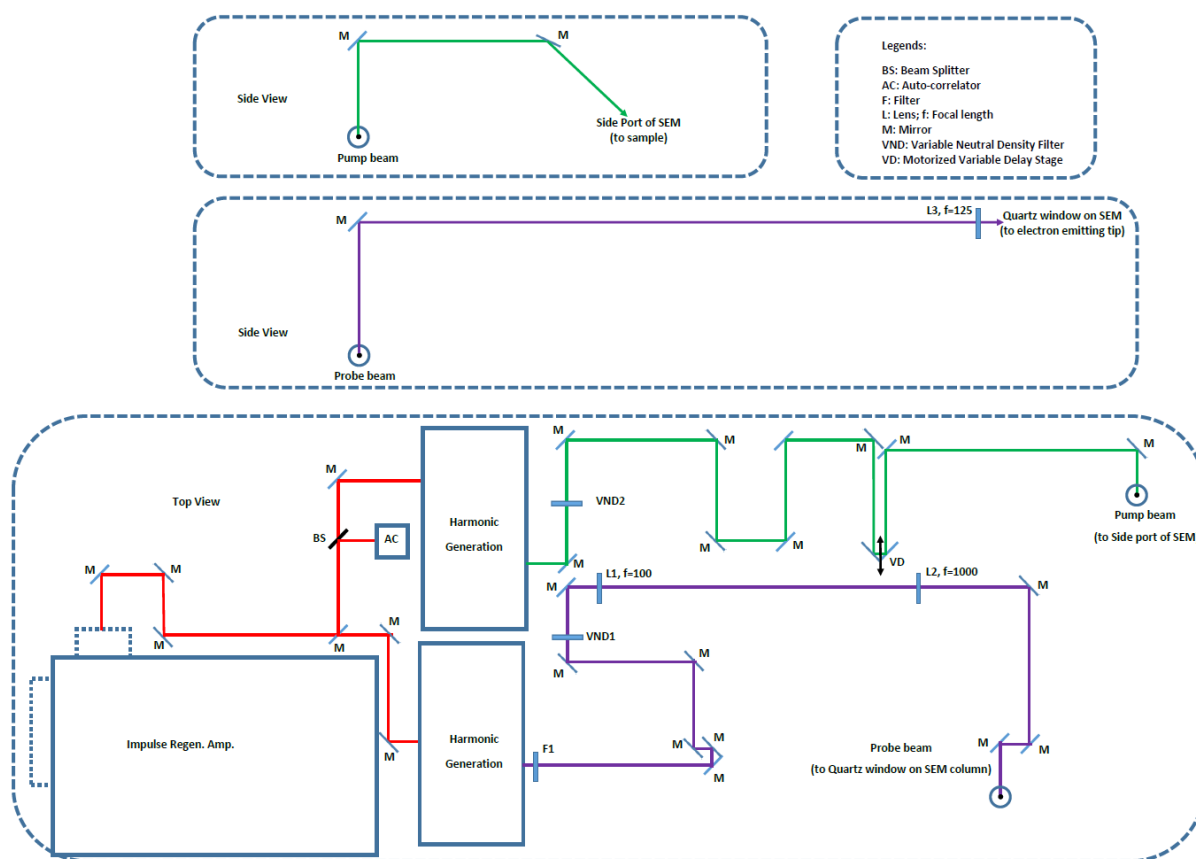 M
M
Side View
Side Port of SEM
(to sample)
Pump beam
Legends:
BS: Beam Splitter
AC: Auto-correlator
F: Filter
L: Lens; f: Focal length
M: Mirror
VND: Variable Neutral Density Filter
VD: Motorized Variable Delay Stage
M
L3, f=125
Quartz window on SEM
(to electron emitting tip)
Side View
Probe beam
Top View
M
BS
AC
M
M
M
M
M
M
Impulse Regen. Amp.
Harmonic
Generation
Harmonic
Generation
M
M
M
M
M
M
VND2
M
M
M
VD
Pump beam
(to Side port of SEM
M
L1, f=100
L2, f=1000
M
VND1
M
M
F1
M
M
M
M
M
Probe beam
(to Quartz window on SEM column)